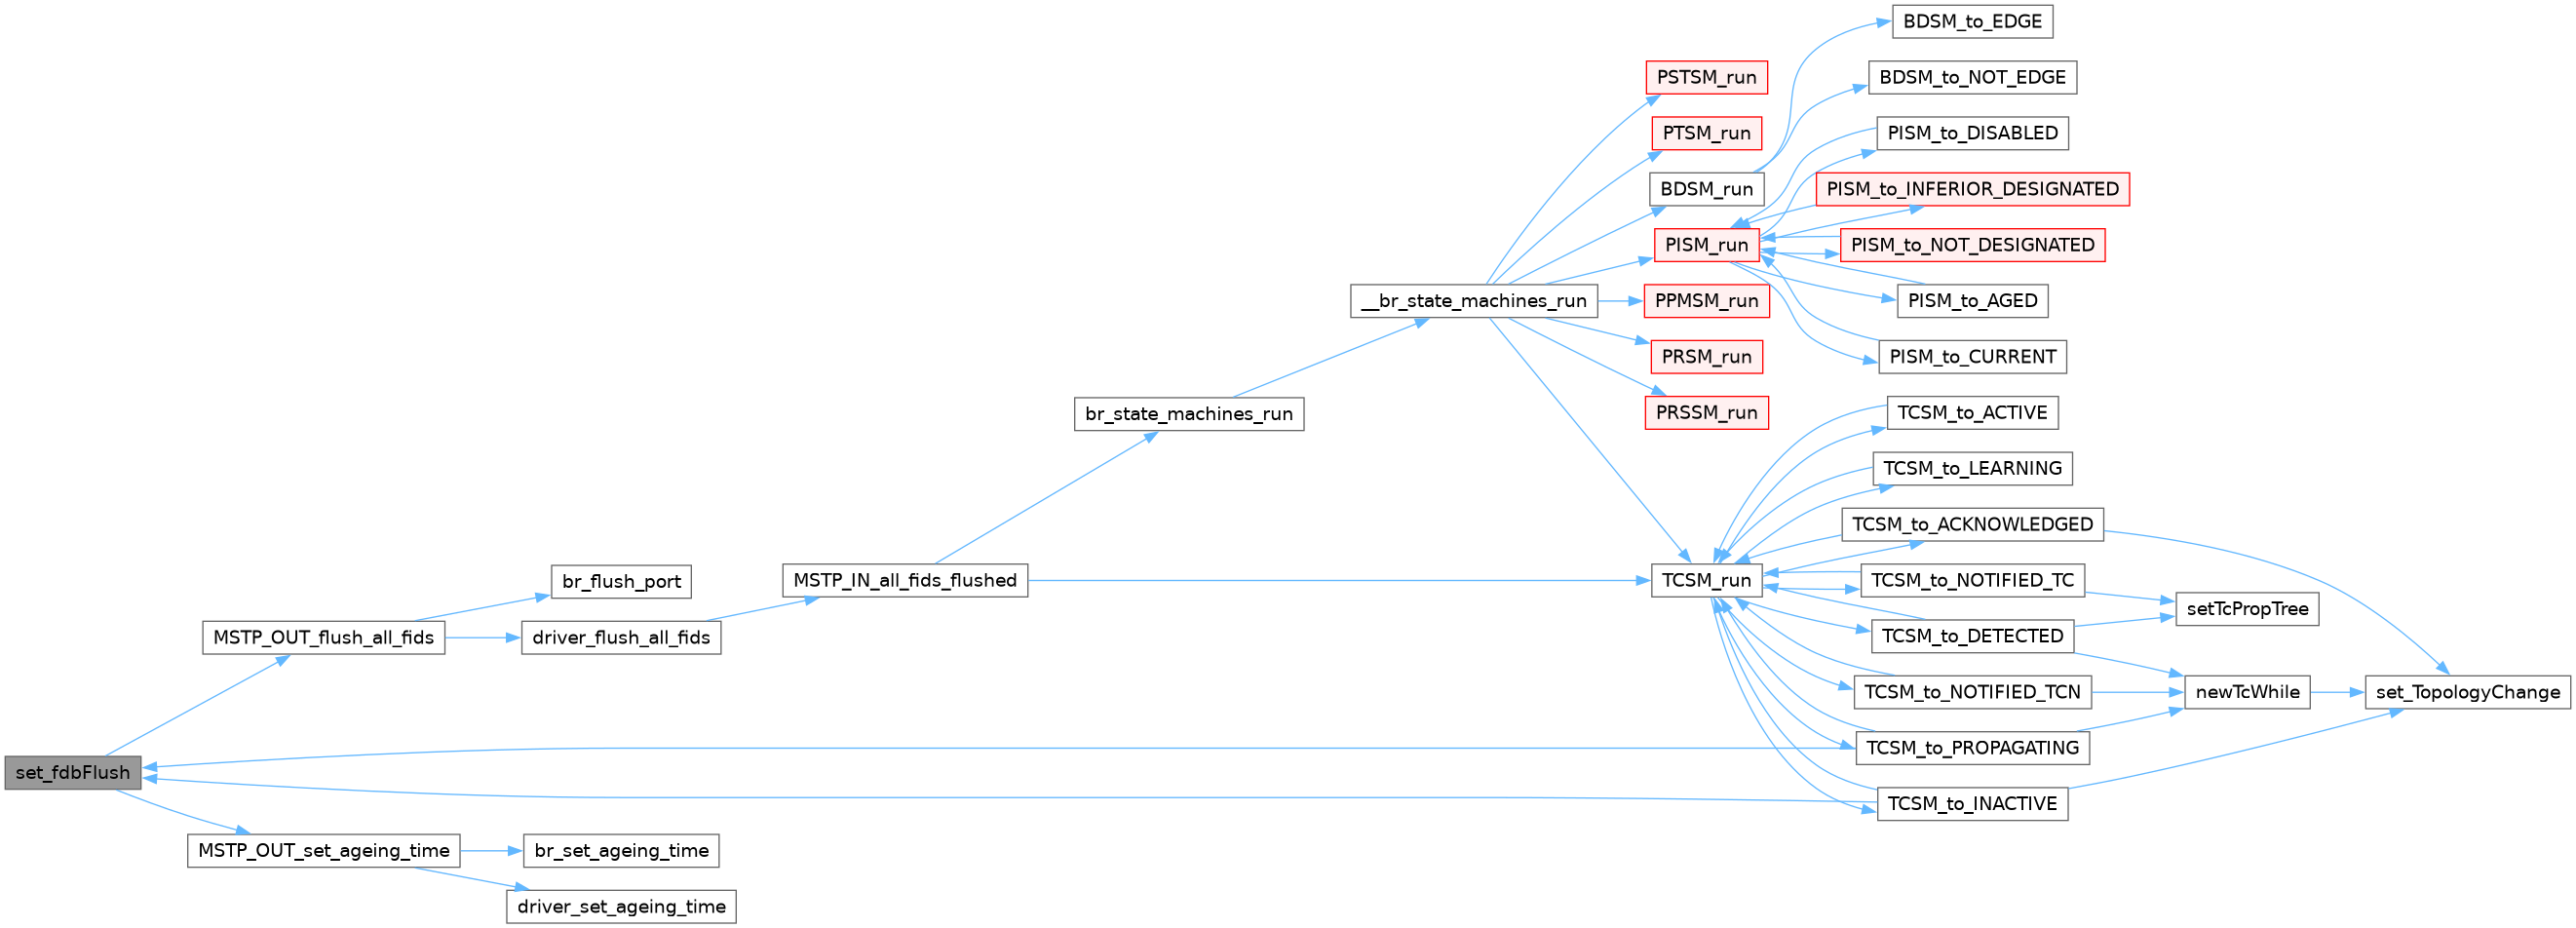 set_fdbFlush
MSTP_OUT_flush_all_fids
MSTP_OUT_set_ageing_time
br_flush_port
driver_flush_all_fids
br_set_ageing_time
driver_set_ageing_time
MSTP_IN_all_fids_flushed
br_state_machines_run
__br_state_machines_run
PSTSM_run
PTSM_run
BDSM_run
PISM_run
PPMSM_run
PRSM_run
PRSSM_run
TCSM_run
BDSM_to_EDGE
BDSM_to_NOT_EDGE
PISM_to_DISABLED
PISM_to_INFERIOR_DESIGNATED
PISM_to_NOT_DESIGNATED
PISM_to_AGED
PISM_to_CURRENT
TCSM_to_ACTIVE
TCSM_to_LEARNING
TCSM_to_ACKNOWLEDGED
TCSM_to_NOTIFIED_TC
TCSM_to_DETECTED
TCSM_to_NOTIFIED_TCN
TCSM_to_PROPAGATING
TCSM_to_INACTIVE
setTcPropTree
newTcWhile
set_TopologyChange